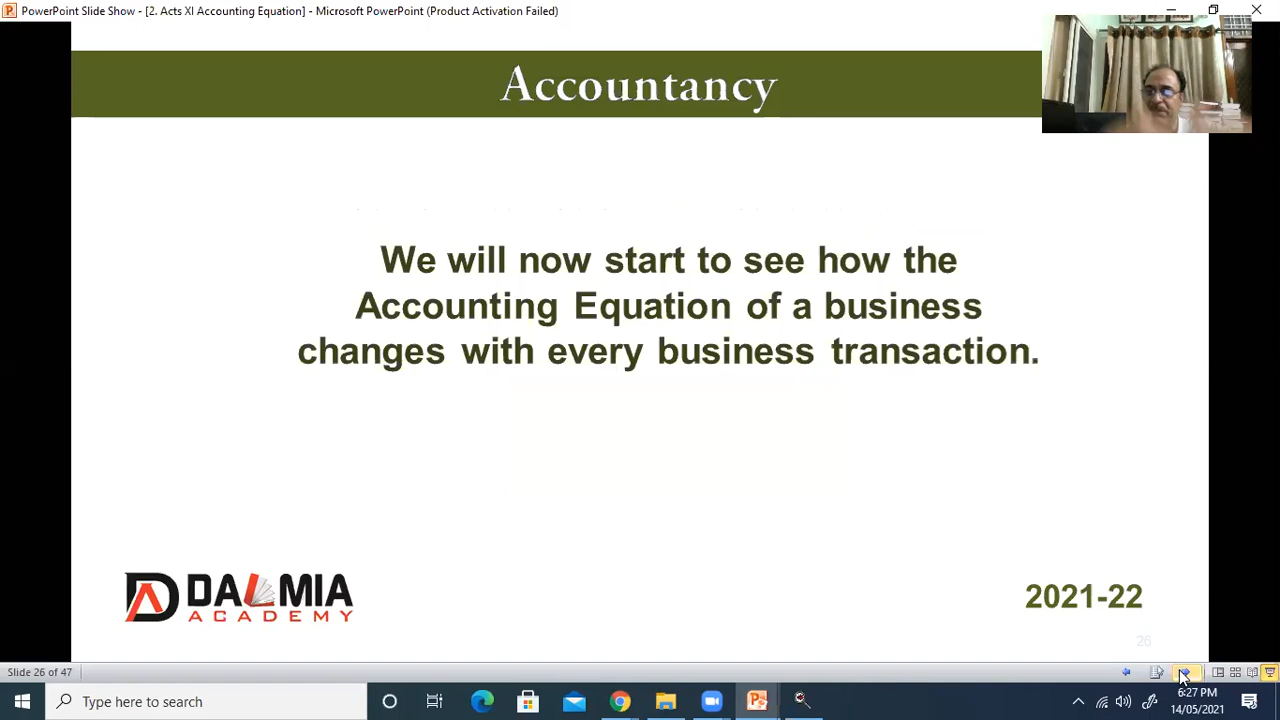 PowerPoint Slide Show - [2. Acts XI Accounting Equation] - Microsoft PowerPoint (Product Activation Failed)
Accountancy
We will now start to see how the
Accounting Equation of a business
changes with every business transaction.
DALMIA
ACADEMY
2021-22
26
Slide 26 of 47
Type here to search
6:27 PM
14/05/2021